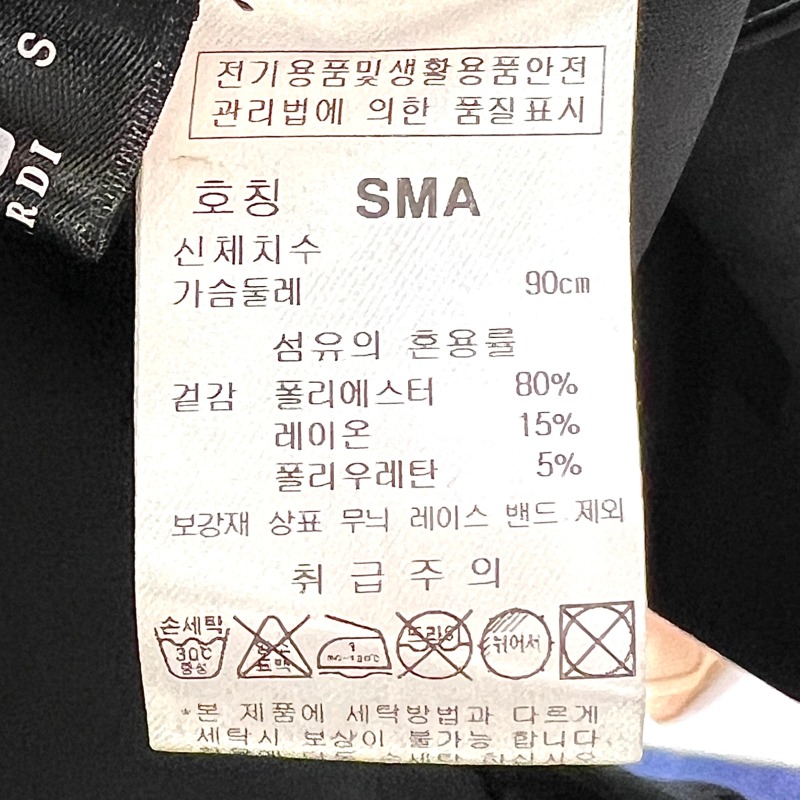 S
RDI
전기용품및생활용품안전
관리법에 의한 품질표시
호칭 SMA
신체치수
가슴둘레 90cm
섬유의 혼용률
겉감 폴리에스터 80%
레이온 15%
폴리우레탄 5%
보강재 상표 무늬 레이스 밴드 제외
취급주의
손세탁
30℃
중성
드라이
뉘어서
*본 제품에 세탁방법과 다르게
세탁시 보상이 불가능 합니다